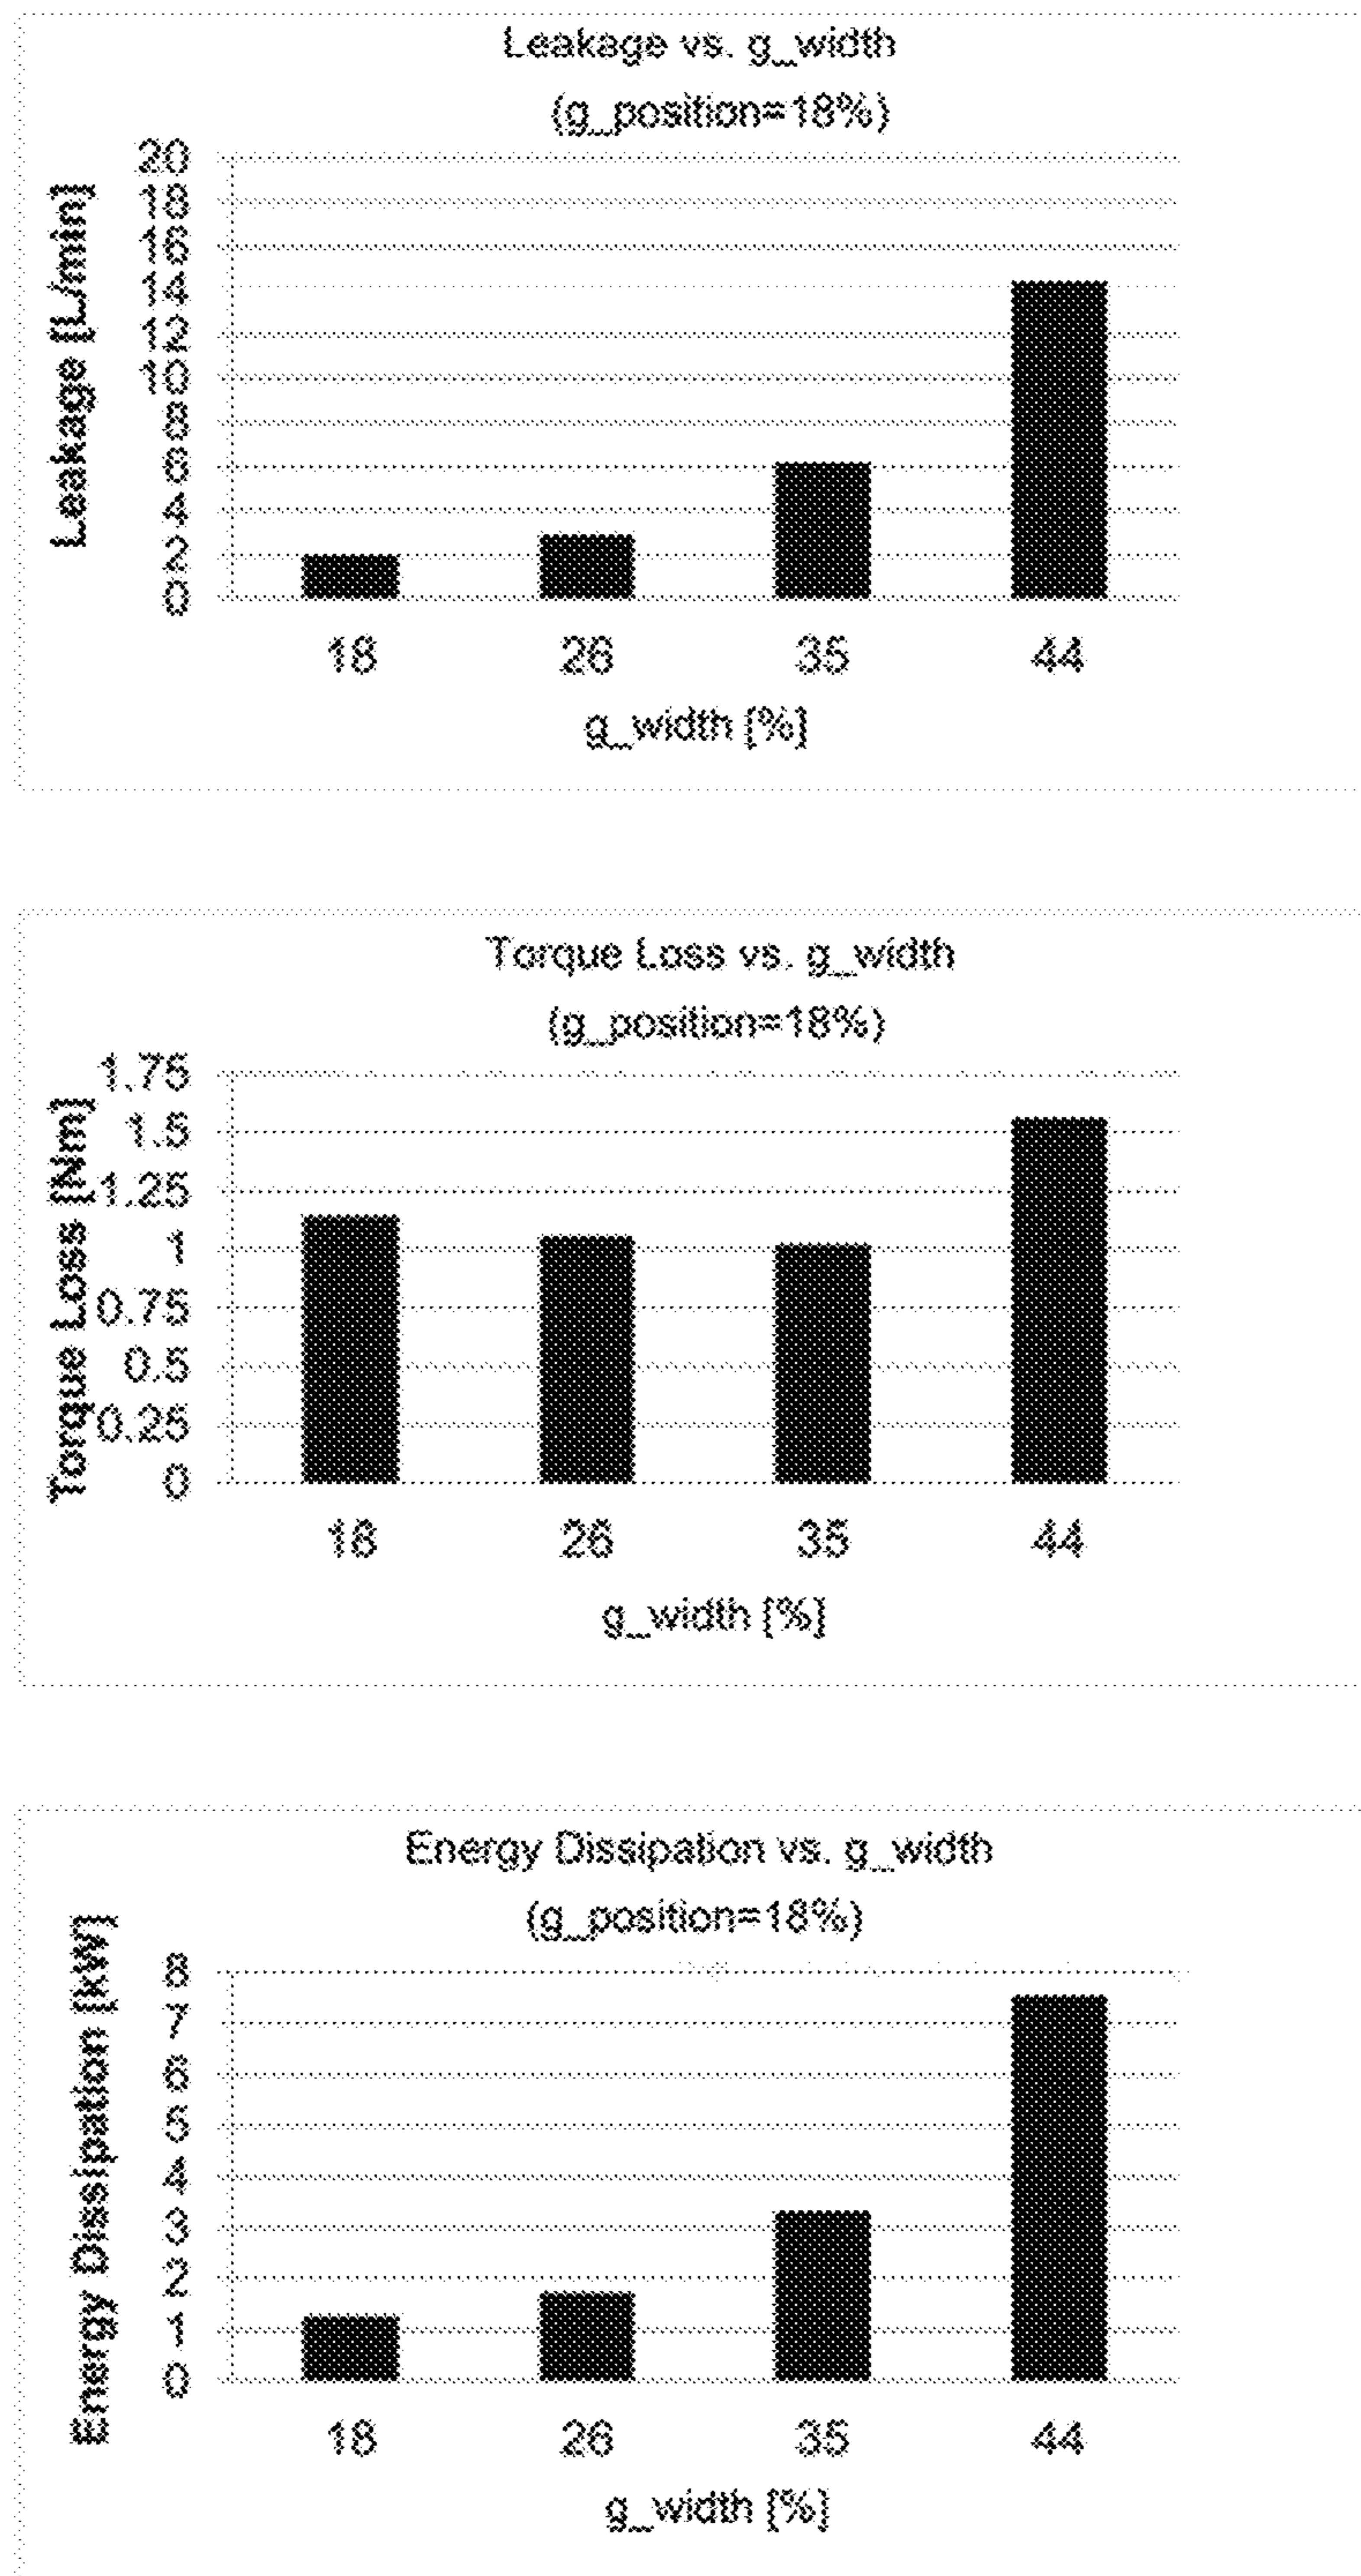 Leakage vs. g_width
(g_position=18%)
Leakage [L/min]
20
18
16
14
12
10
8
6
4
2
0
18 26 35 44
g_width [%]
Torque Loss vs. g_width
(g_position=18%)
Torque Loss [Nm]
1.75
1.5
1.25
1
0.75
0.5
0.25
0
18 26 35 44
g_width [%]
Energy Dissipation vs. g_width
(g_position=18%)
Energy Dissipation [kW]
8
7
6
5
4
3
2
1
0
18 26 35 44
g_width [%]